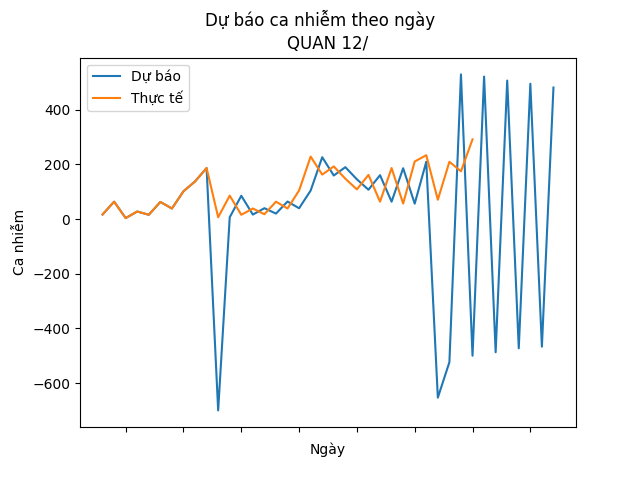 Dự báo ca nhiễm theo ngày
QUAN 12/
Dự báo
Thực tế
400
200
0
−200
−400
−600
Ca nhiễm
Ngày